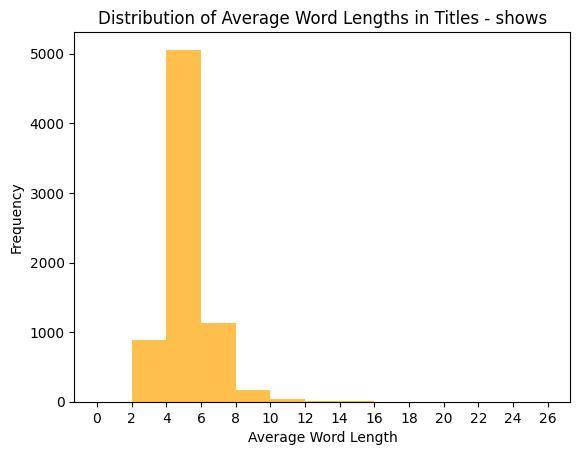 Distribution of Average Word Lengths in Titles - shows
5000
4000
3000
2000
1000
0
Frequency
0 2 4 6 8 10 12 14 16 18 20 22 24 26
Average Word Length